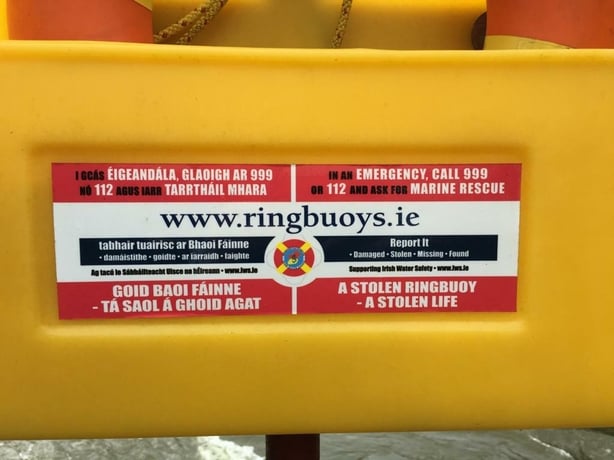 I GCÁS ÉIGEANDÁLA, GLAOIGH AR 999
NÓ 112 AGUS IARR TARRTHÁIL MHARA
IN AN EMERGENCY, CALL 999
OR 112 AND ASK FOR MARINE RESCUE
www.ringbuoys.ie
tabhair tuairisc ar Bhaoi Fáinne
• damáistithe • goidte • ar iarraidh • faighte
Ag tacú le Sábháilteacht Uisce na hÉireann • www.iws.ie
Report It
• Damaged • Stolen • Missing • Found
Supporting Irish Water Safety • www.iws.ie
GOID BAOI FÁINNE
- TÁ SAOL Á GHOID AGAT
A STOLEN RINGBUOY
- A STOLEN LIFE